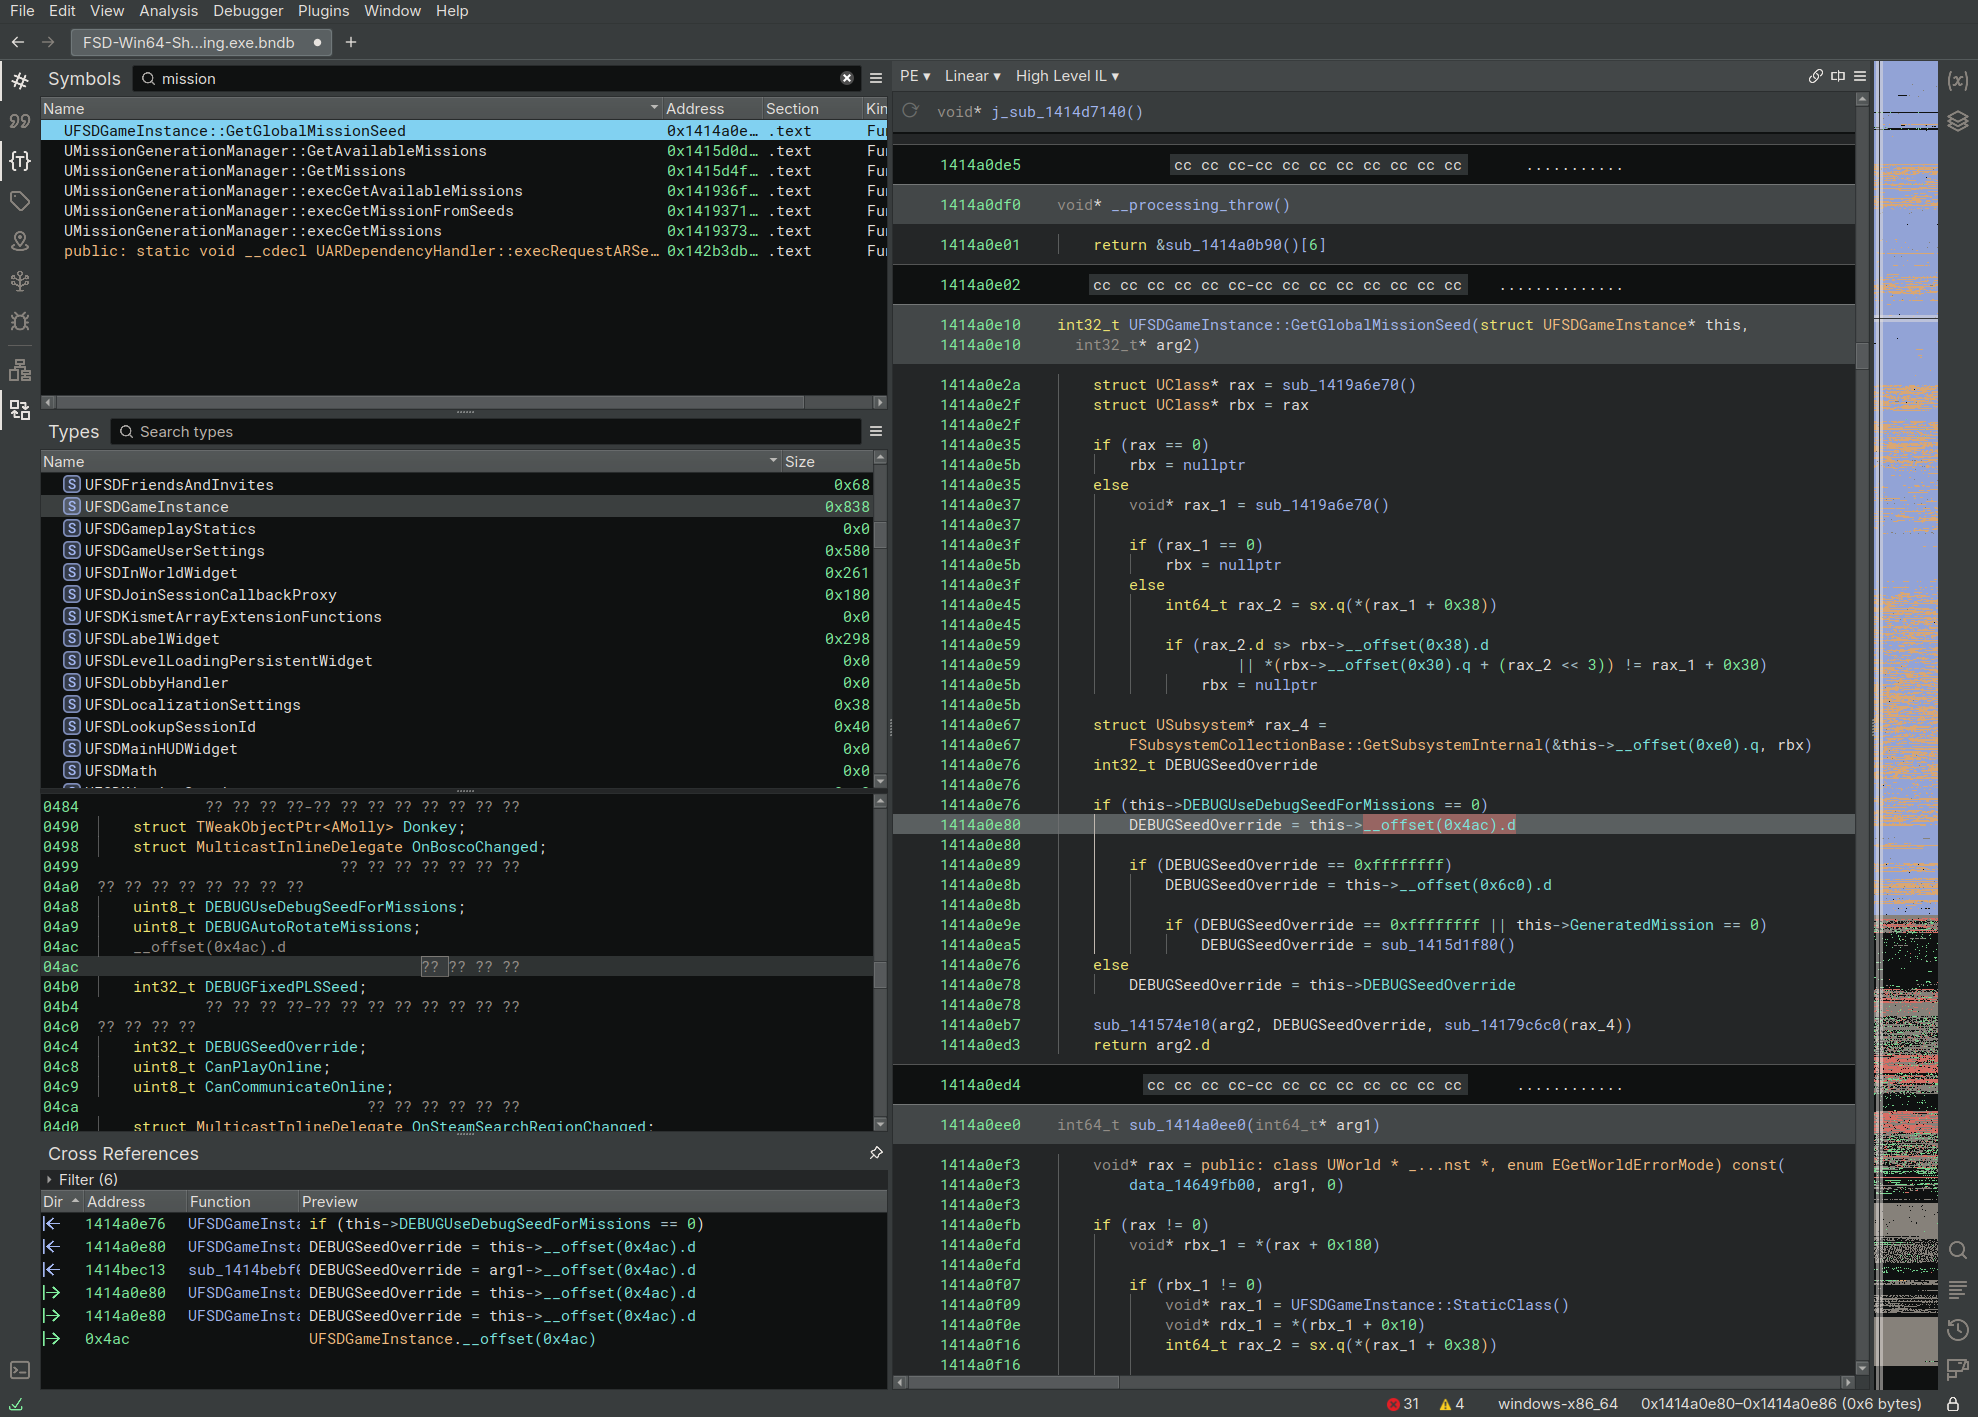 File Edit View Analysis Debugger Plugins Window Help
FSD-Win64-Sh...ing.exe.bndb
Symbols mission
Name Address Section Kin
UFSDGameInstance::GetGlobalMissionSeed 0x1414a0e… .text Fu
UMissionGenerationManager::GetAvailableMissions 0x1415d0d… .text Fu
UMissionGenerationManager::GetMissions 0x1415d4f… .text Fu
UMissionGenerationManager::execGetAvailableMissions 0x141936f… .text Fu
UMissionGenerationManager::execGetMissionFromSeeds 0x1419371… .text Fu
UMissionGenerationManager::execGetMissions 0x1419373… .text Fu
public: static void __cdecl UARDependencyHandler::execRequestARSe… 0x142b3db… .text Fu
Types Search types
Name Size
S UFSDFriendsAndInvites 0x68
S UFSDGameInstance 0x838
S UFSDGameplayStatics 0x0
S UFSDGameUserSettings 0x580
S UFSDInWorldWidget 0x261
S UFSDJoinSessionCallbackProxy 0x180
S UFSDKismetArrayExtensionFunctions 0x0
S UFSDLabelWidget 0x298
S UFSDLevelLoadingPersistentWidget 0x0
S UFSDLobbyHandler 0x0
S UFSDLocalizationSettings 0x38
S UFSDLookupSessionId 0x40
S UFSDMainHUDWidget 0x0
S UFSDMath 0x0
0484 ?? ?? ?? ??-?? ?? ?? ?? ?? ?? ?? ??
0490 struct TWeakObjectPtr<AMolly> Donkey;
0498 struct MulticastInlineDelegate OnBoscoChanged;
0499 ?? ?? ?? ?? ?? ?? ??
04a0 ?? ?? ?? ?? ?? ?? ?? ??
04a8 uint8_t DEBUGUseDebugSeedForMissions;
04a9 uint8_t DEBUGAutoRotateMissions;
04ac __offset(0x4ac).d
04ac ?? ?? ?? ??
04b0 int32_t DEBUGFixedPLSSeed;
04b4 ?? ?? ?? ??-?? ?? ?? ?? ?? ?? ?? ??
04c0 ?? ?? ?? ??
04c4 int32_t DEBUGSeedOverride;
04c8 uint8_t CanPlayOnline;
04c9 uint8_t CanCommunicateOnline;
04ca ?? ?? ?? ?? ?? ??
04d0 struct MulticastInlineDelegate OnSteamSearchRegionChanged;
Cross References
Filter (6)
Dir Address Function Preview
1414a0e76 UFSDGameInsta if (this->DEBUGUseDebugSeedForMissions == 0)
1414a0e80 UFSDGameInsta DEBUGSeedOverride = this->__offset(0x4ac).d
1414bec13 sub_1414bebf0 DEBUGSeedOverride = arg1->__offset(0x4ac).d
1414a0e80 UFSDGameInsta DEBUGSeedOverride = this->__offset(0x4ac).d
1414a0e80 UFSDGameInsta DEBUGSeedOverride = this->__offset(0x4ac).d
0x4ac UFSDGameInstance.__offset(0x4ac)
PE ▾ Linear ▾ High Level IL ▾
void* j_sub_1414d7140()
1414a0de5 cc cc cc-cc cc cc cc cc cc cc cc ...........
1414a0df0 void* __processing_throw()
1414a0e01 return &sub_1414a0b90()[6]
1414a0e02 cc cc cc cc cc cc-cc cc cc cc cc cc cc cc ..............
1414a0e10 int32_t UFSDGameInstance::GetGlobalMissionSeed(struct UFSDGameInstance* this,
1414a0e10 int32_t* arg2)
1414a0e2a struct UClass* rax = sub_1419a6e70()
1414a0e2f struct UClass* rbx = rax
1414a0e2f
1414a0e35 if (rax == 0)
1414a0e5b rbx = nullptr
1414a0e35 else
1414a0e37 void* rax_1 = sub_1419a6e70()
1414a0e37
1414a0e3f if (rax_1 == 0)
1414a0e5b rbx = nullptr
1414a0e3f else
1414a0e45 int64_t rax_2 = sx.q(*(rax_1 + 0x38))
1414a0e45
1414a0e59 if (rax_2.d s> rbx->__offset(0x38).d
1414a0e59 || *(rbx->__offset(0x30).q + (rax_2 << 3)) != rax_1 + 0x30)
1414a0e5b rbx = nullptr
1414a0e5b
1414a0e67 struct USubsystem* rax_4 =
1414a0e67 FSubsystemCollectionBase::GetSubsystemInternal(&this->__offset(0xe0).q, rbx)
1414a0e76 int32_t DEBUGSeedOverride
1414a0e76
1414a0e76 if (this->DEBUGUseDebugSeedForMissions == 0)
1414a0e80 DEBUGSeedOverride = this->__offset(0x4ac).d
1414a0e80
1414a0e89 if (DEBUGSeedOverride == 0xffffffff)
1414a0e8b DEBUGSeedOverride = this->__offset(0x6c0).d
1414a0e8b
1414a0e9e if (DEBUGSeedOverride == 0xffffffff || this->GeneratedMission == 0)
1414a0ea5 DEBUGSeedOverride = sub_1415d1f80()
1414a0e76 else
1414a0e78 DEBUGSeedOverride = this->DEBUGSeedOverride
1414a0e78
1414a0eb7 sub_141574e10(arg2, DEBUGSeedOverride, sub_14179c6c0(rax_4))
1414a0ed3 return arg2.d
1414a0ed4 cc cc cc-cc cc cc cc cc cc cc cc cc ............
1414a0ee0 int64_t sub_1414a0ee0(int64_t* arg1)
1414a0ef3 void* rax = public: class UWorld * _...nst *, enum EGetWorldErrorMode) const(
1414a0ef3 data_14649fb00, arg1, 0)
1414a0ef3
1414a0efb if (rax != 0)
1414a0efd void* rbx_1 = *(rax + 0x180)
1414a0efd
1414a0f07 if (rbx_1 != 0)
1414a0f09 void* rax_1 = UFSDGameInstance::StaticClass()
1414a0f0e void* rdx_1 = *(rbx_1 + 0x10)
1414a0f16 int64_t rax_2 = sx.q(*(rax_1 + 0x38))
1414a0f16
31 4 windows-x86_64 0x1414a0e80–0x1414a0e86 (0x6 bytes)